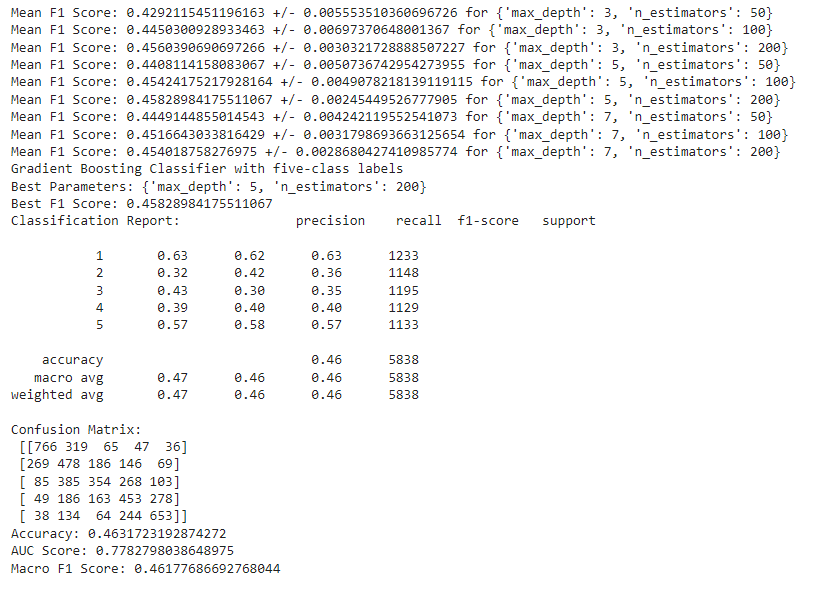 Mean F1 Score: 0.4292115451196163 +/- 0.005553510360696726 for {'max_depth': 3, 'n_estimators': 50}
Mean F1 Score: 0.4450300928933463 +/- 0.00697370648001367 for {'max_depth': 3, 'n_estimators': 100}
Mean F1 Score: 0.4560390690697266 +/- 0.0030321728888507227 for {'max_depth': 3, 'n_estimators': 200}
Mean F1 Score: 0.4408114158083067 +/- 0.0050736742954273955 for {'max_depth': 5, 'n_estimators': 50}
Mean F1 Score: 0.45424175217928164 +/- 0.0049078218139119115 for {'max_depth': 5, 'n_estimators': 100}
Mean F1 Score: 0.45828984175511067 +/- 0.00245449526777905 for {'max_depth': 5, 'n_estimators': 200}
Mean F1 Score: 0.4449144855014543 +/- 0.004242119552541073 for {'max_depth': 7, 'n_estimators': 50}
Mean F1 Score: 0.4516643033816429 +/- 0.0031798693663125654 for {'max_depth': 7, 'n_estimators': 100}
Mean F1 Score: 0.454018758276975 +/- 0.0028680427410985774 for {'max_depth': 7, 'n_estimators': 200}
Gradient Boosting Classifier with five-class labels
Best Parameters: {'max_depth': 5, 'n_estimators': 200}
Best F1 Score: 0.45828984175511067
Classification Report:               precision    recall  f1-score   support

           1       0.63      0.62      0.63      1233
           2       0.32      0.42      0.36      1148
           3       0.43      0.30      0.35      1195
           4       0.39      0.40      0.40      1129
           5       0.57      0.58      0.57      1133

    accuracy                           0.46      5838
   macro avg       0.47      0.46      0.46      5838
weighted avg       0.47      0.46      0.46      5838

Confusion Matrix:
 [[766 319  65  47  36]
 [269 478 186 146  69]
 [ 85 385 354 268 103]
 [ 49 186 163 453 278]
 [ 38 134  64 244 653]]
Accuracy: 0.4631723192874272
AUC Score: 0.7782798038648975
Macro F1 Score: 0.46177686692768044